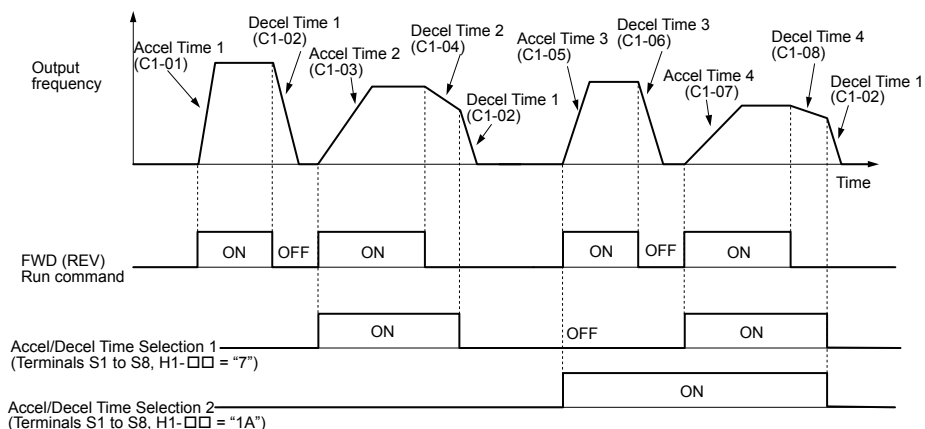 Output
frequency
Accel Time 1
(C1-01)
Decel Time 1
(C1-02)
Accel Time 2
(C1-03)
Decel Time 2
(C1-04)
Decel Time 1
(C1-02)
Accel Time 3
(C1-05)
Decel Time 3
(C1-06)
Accel Time 4
(C1-07)
Decel Time 4
(C1-08)
Decel Time 1
(C1-02)
Time
FWD (REV)
Run command
ON
OFF
ON
ON
OFF
ON
Accel/Decel Time Selection 1
(Terminals S1 to S8, H1-□□ = “7”)
ON
OFF
ON
Accel/Decel Time Selection 2
(Terminals S1 to S8, H1-□□ = “1A”)
ON